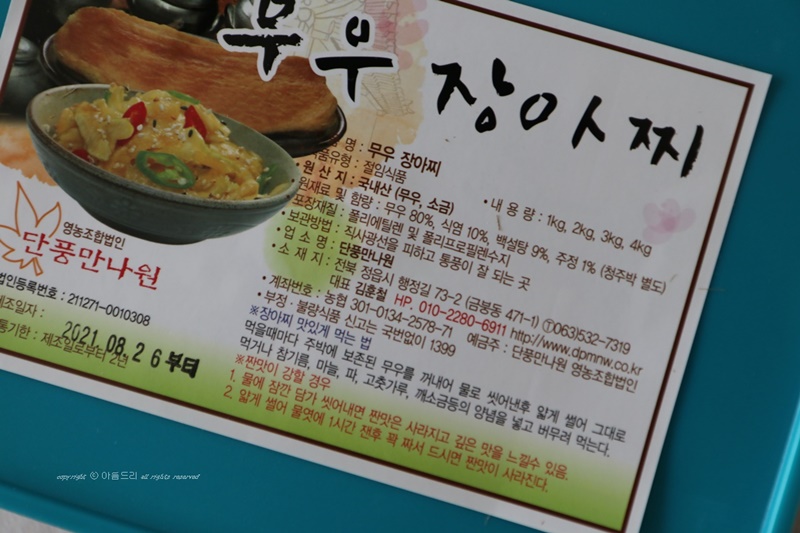 무우 장아찌
명 : 무우 장아찌
식품유형 : 절임식품
• 원 산 지 : 국내산 (무우, 소금) • 내 용 량 : 1kg, 2kg, 3kg, 4kg
원재료 및 함량 : 무우 80%, 식염 10%, 백설탕 9%, 주정 1% (청주박 별도)
포장재질 : 폴리에틸렌 및 폴리프로필렌수지
• 보관방법 : 직사광선을 피하고 통풍이 잘 되는 곳
• 업 소 명 : 단풍만나원
• 소 재 지 : 전북 정읍시 행정길 73-2 (금붕동 471-1) ⓣ063)532-7319
대표 김훈철 HP. 010-2280-6911 http://www.dpmnw.co.kr
• 계좌번호 : 농협 301-0134-2578-71 예금주 : 단풍만나원 영농조합법인
• 부정 · 불량식품 신고는 국번없이 1399
※장아찌 맛있게 먹는 법
먹을때마다 주박에 보존된 무우를 꺼내어 물로 씻어낸후 얇게 썰어 그대로
먹거나 참기름, 마늘, 파, 고춧가루, 깨소금등의 양념을 넣고 버무려 먹는다.
※짠맛이 강할 경우
1. 물에 잠깐 담가 씻어내면 짠맛은 사라지고 깊은 맛을 느낄수 있음.
2. 얇게 썰어 물엿에 1시간 전후 꽉 짜서 드시면 짠맛이 사라진다.
영농조합법인
단풍만나원
법인등록번호 : 211271-0010308
제조일자 :
2021.08.26부터
통기한 : 제조일로부터 2년
copyright ⓒ 아톰드리 all rights reserved